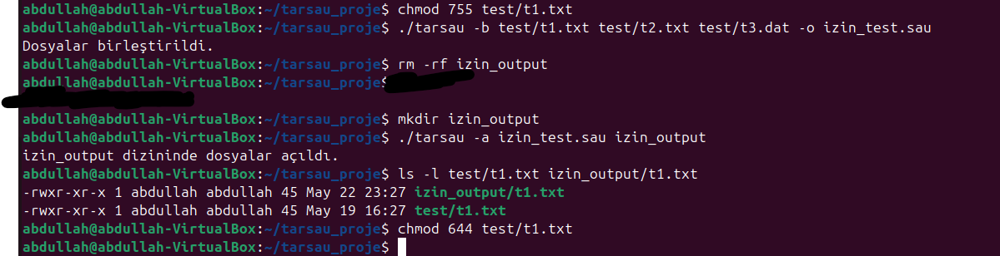 abdullah@abdullah-VirtualBox:~/tarsau_proje$ chmod 755 test/t1.txt
abdullah@abdullah-VirtualBox:~/tarsau_proje$ ./tarsau -b test/t1.txt test/t2.txt test/t3.dat -o izin_test.sau
Dosyalar birleştirildi.
abdullah@abdullah-VirtualBox:~/tarsau_proje$ rm -rf izin_output
abdullah@abdullah-VirtualBox:~/tarsau_proje$
abdullah@abdullah-VirtualBox:~/tarsau_proje$ mkdir izin_output
abdullah@abdullah-VirtualBox:~/tarsau_proje$ ./tarsau -a izin_test.sau izin_output
izin_output dizininde dosyalar açıldı.
abdullah@abdullah-VirtualBox:~/tarsau_proje$ ls -l test/t1.txt izin_output/t1.txt
-rwxr-xr-x 1 abdullah abdullah 45 May 22 23:27 izin_output/t1.txt
-rwxr-xr-x 1 abdullah abdullah 45 May 19 16:27 test/t1.txt
abdullah@abdullah-VirtualBox:~/tarsau_proje$ chmod 644 test/t1.txt
abdullah@abdullah-VirtualBox:~/tarsau_proje$